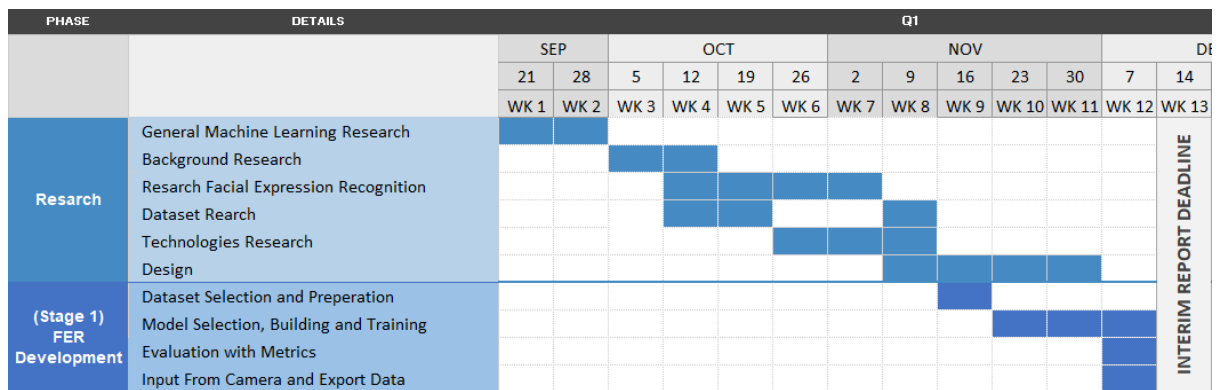 PHASE DETAILS Q1
SEP OCT NOV DE
21 28 5 12 19 26 2 9 16 23 30 7 14
WK 1 WK 2 WK 3 WK 4 WK 5 WK 6 WK 7 WK 8 WK 9 WK 10 WK 11 WK 12 WK 13
Resarch
General Machine Learning Research
Background Research
Resarch Facial Expression Recognition
Dataset Rearch
Technologies Research
Design
(Stage 1)
FER
Development
Dataset Selection and Preperation
Model Selection, Building and Training
Evaluation with Metrics
Input From Camera and Export Data
INTERIM REPORT DEADLINE